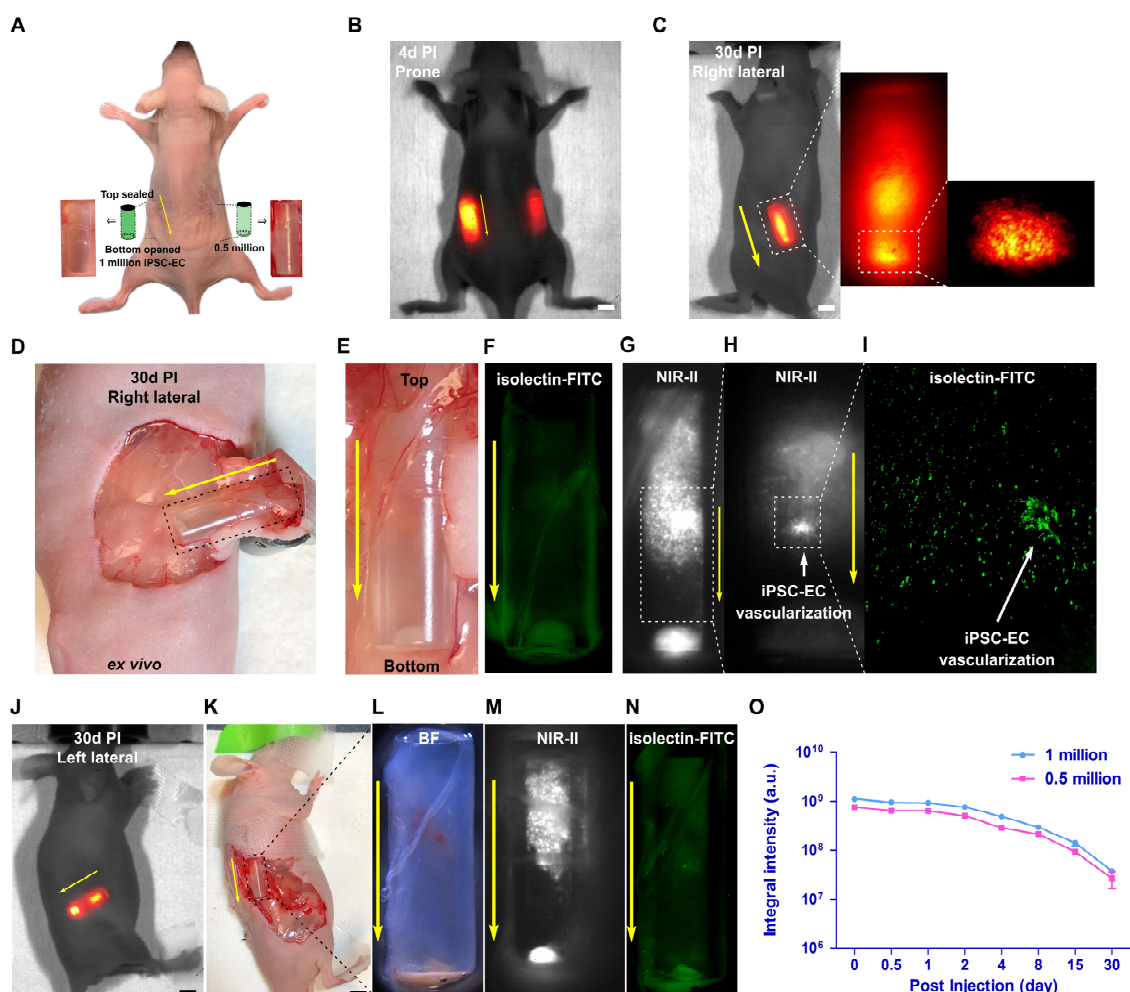 A
B
C
4d PI
Prone
30d PI
Right lateral
Top sealed
Bottom opened
1 million iPSC-EC
0.5 million
D
E
F
G
H
I
30d PI
Right lateral
ex vivo
Top
Bottom
isolectin-FITC
NIR-II
NIR-II
iPSC-EC
vascularization
isolectin-FITC
iPSC-EC
vascularization
J
K
L
M
N
O
30d PI
Left lateral
BF
NIR-II
isolectin-FITC
1 million
0.5 million
Integral intensity (a.u.)
10¹⁰
10⁹
10⁸
10⁷
10⁶
0 0.5 1 2 4 8 15 30
Post Injection (day)